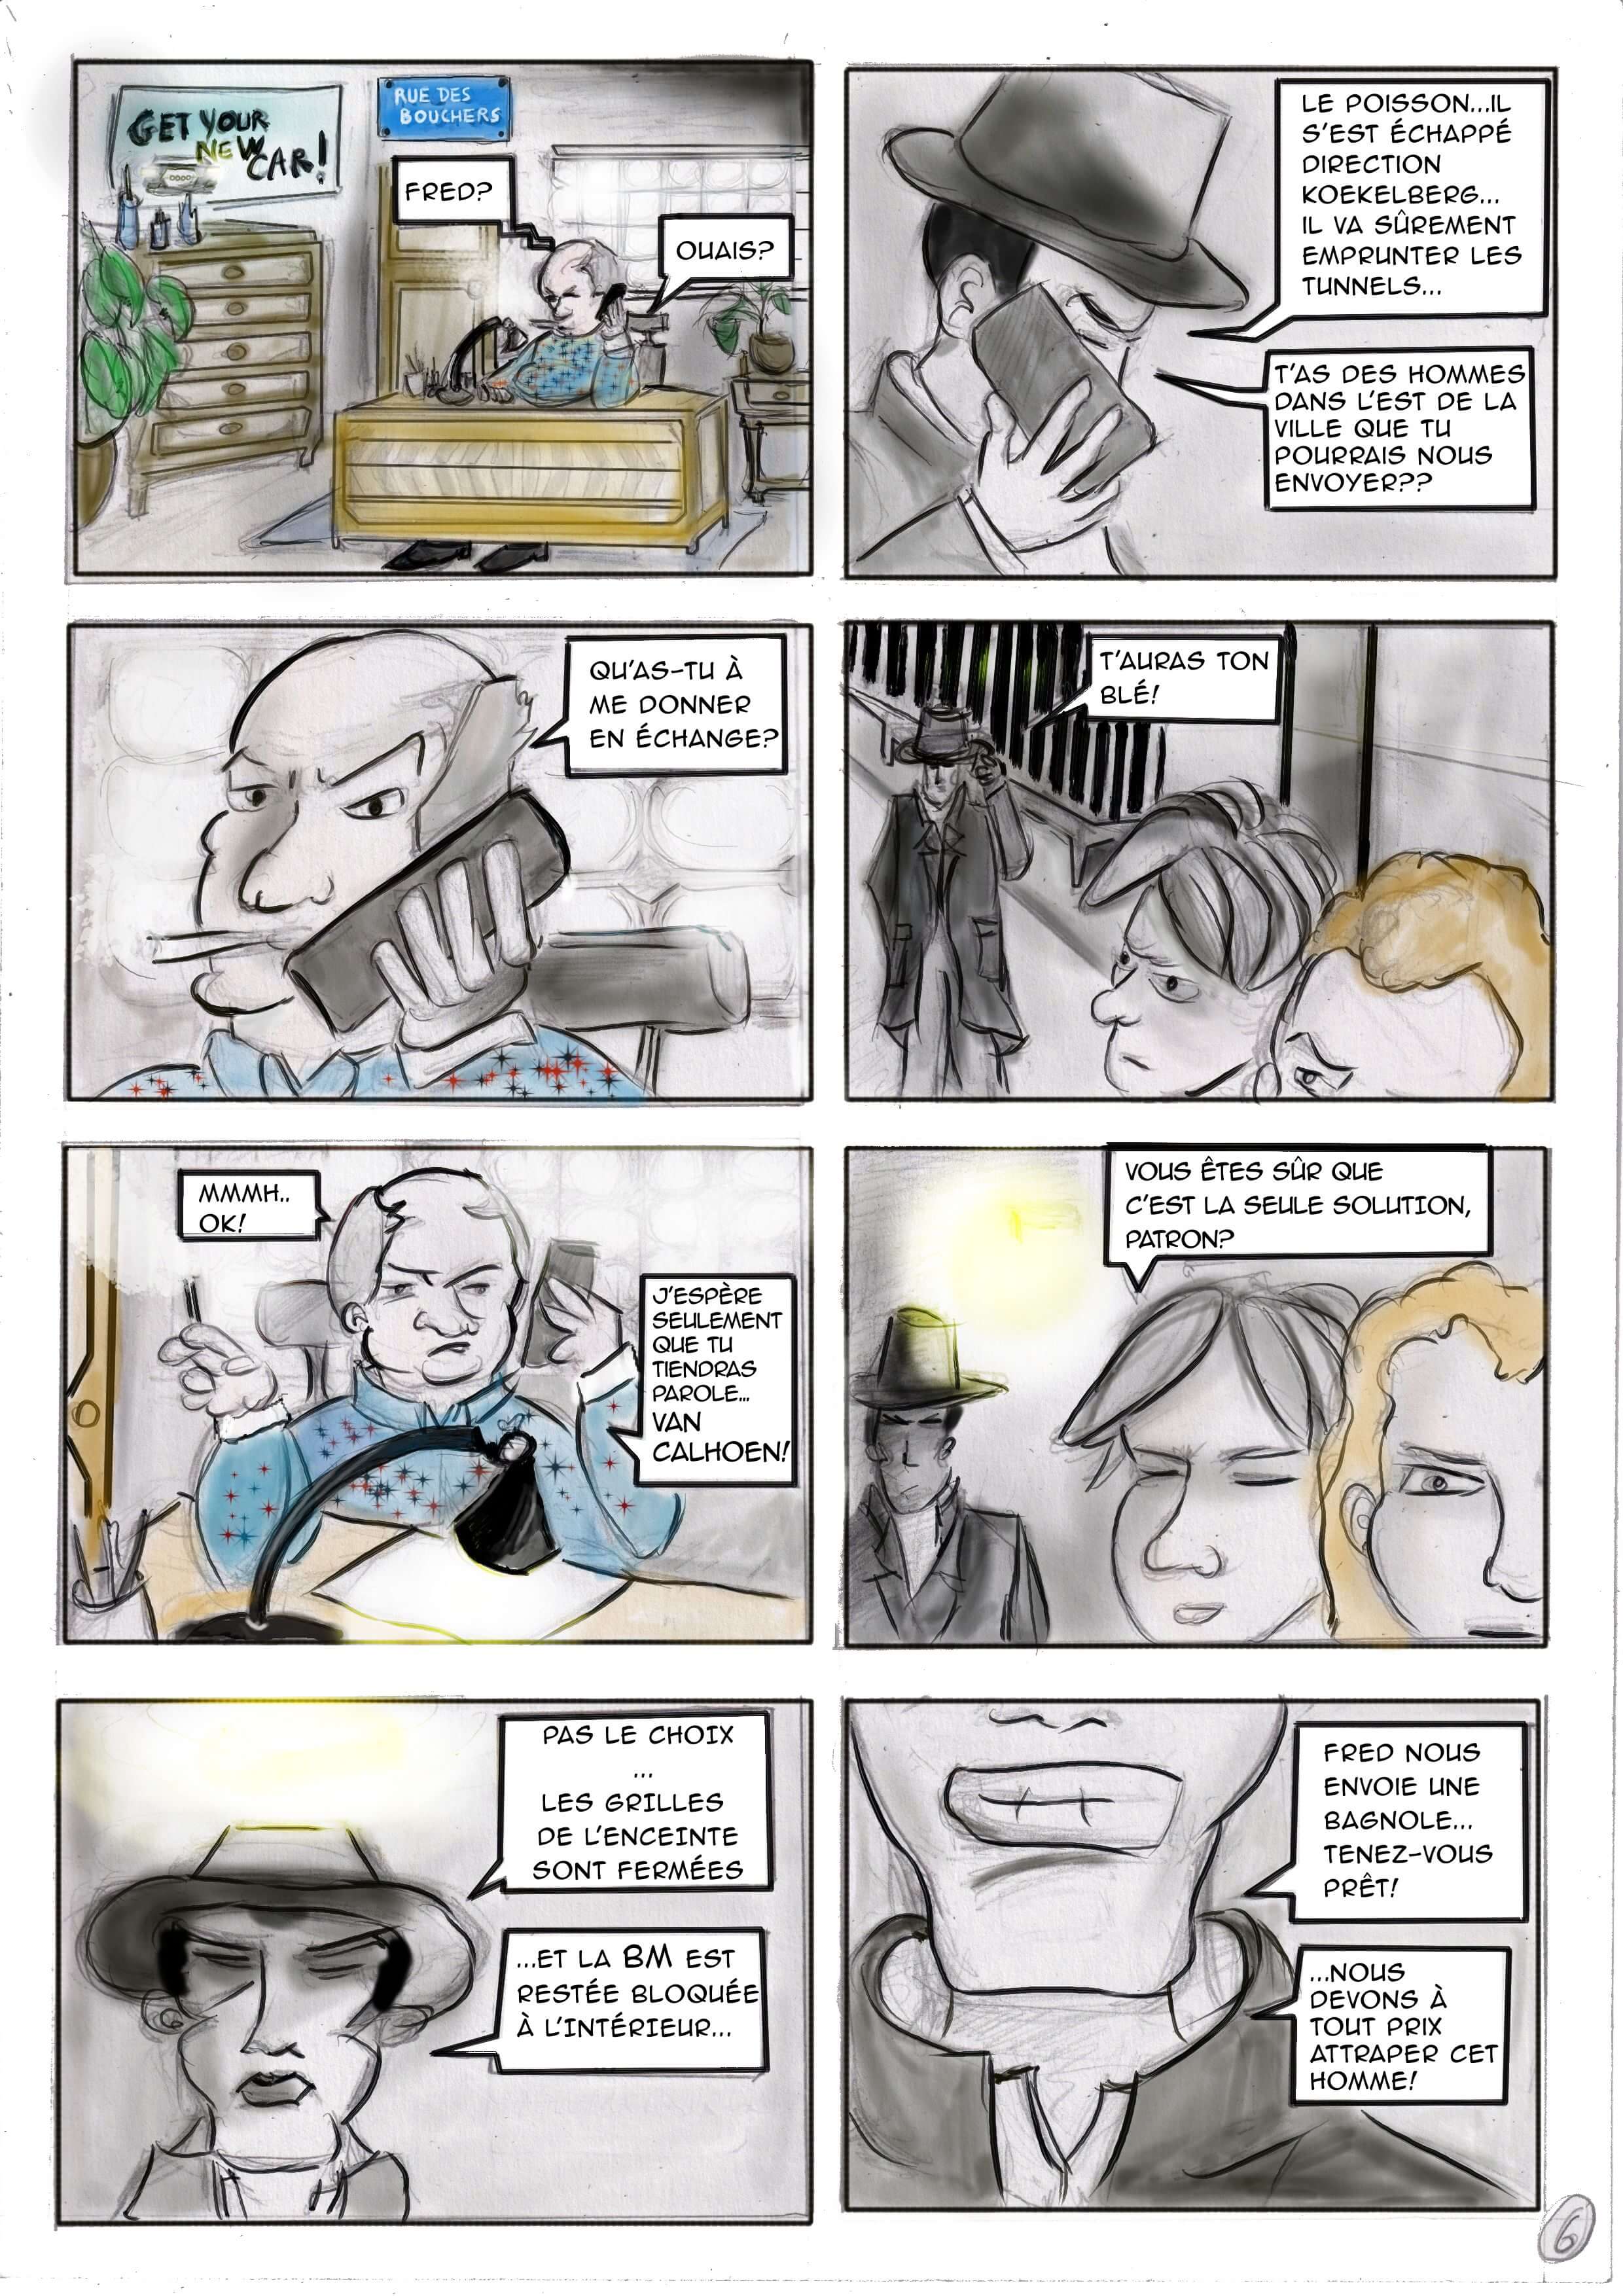 GET YOUR
NEW
CAR!
RUE DES
BOUCHERS
FRED?
OUAIS?
LE POISSON...IL
S'EST ÉCHAPPÉ
DIRECTION
KOEKELBERG...
IL VA SÛREMENT
EMPRUNTER LES
TUNNELS...
T'AS DES HOMMES
DANS L'EST DE LA
VILLE QUE TU
POURRAIS NOUS
ENVOYER??
QU'AS-TU À
ME DONNER
EN ÉCHANGE?
T'AURAS TON
BLÉ!
MMMH..
OK!
J'ESPÈRE
SEULEMENT
QUE TU
TIENDRAS
PAROLE...
VAN
CALHOEN!
VOUS ÊTES SÛR QUE
C'EST LA SEULE SOLUTION,
PATRON?
PAS LE CHOIX
...
LES GRILLES
DE L'ENCEINTE
SONT FERMÉES
...ET LA BM EST
RESTÉE BLOQUÉE
À L'INTÉRIEUR...
FRED NOUS
ENVOIE UNE
BAGNOLE...
TENEZ-VOUS
PRÊT!
...NOUS
DEVONS À
TOUT PRIX
ATTRAPER CET
HOMME!
6